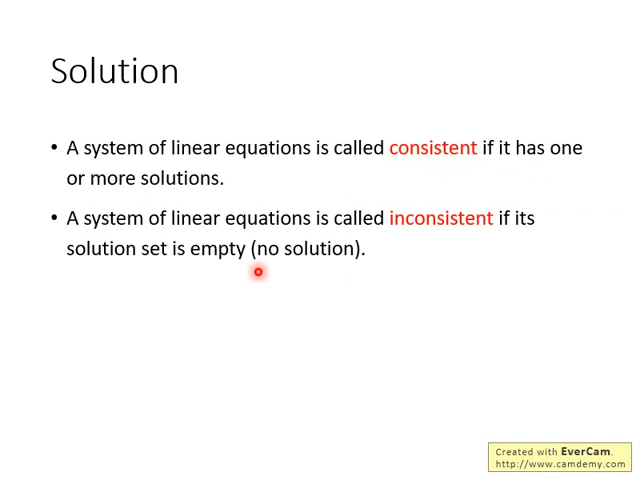 Solution
• A system of linear equations is called consistent if it has one
or more solutions.
• A system of linear equations is called inconsistent if its
solution set is empty (no solution).
Created with EverCam.
http://www.camdemy.com